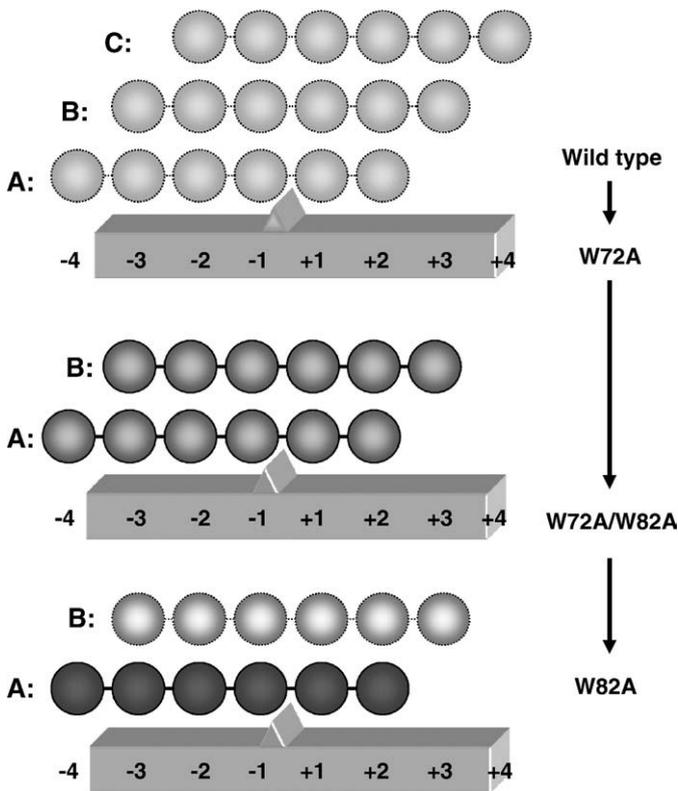 C:
B:
A:
-4 -3 -2 -1 +1 +2 +3 +4
B:
A:
-4 -3 -2 -1 +1 +2 +3 +4
B:
A:
-4 -3 -2 -1 +1 +2 +3 +4
Wild type
W72A
W72A/W82A
W82A